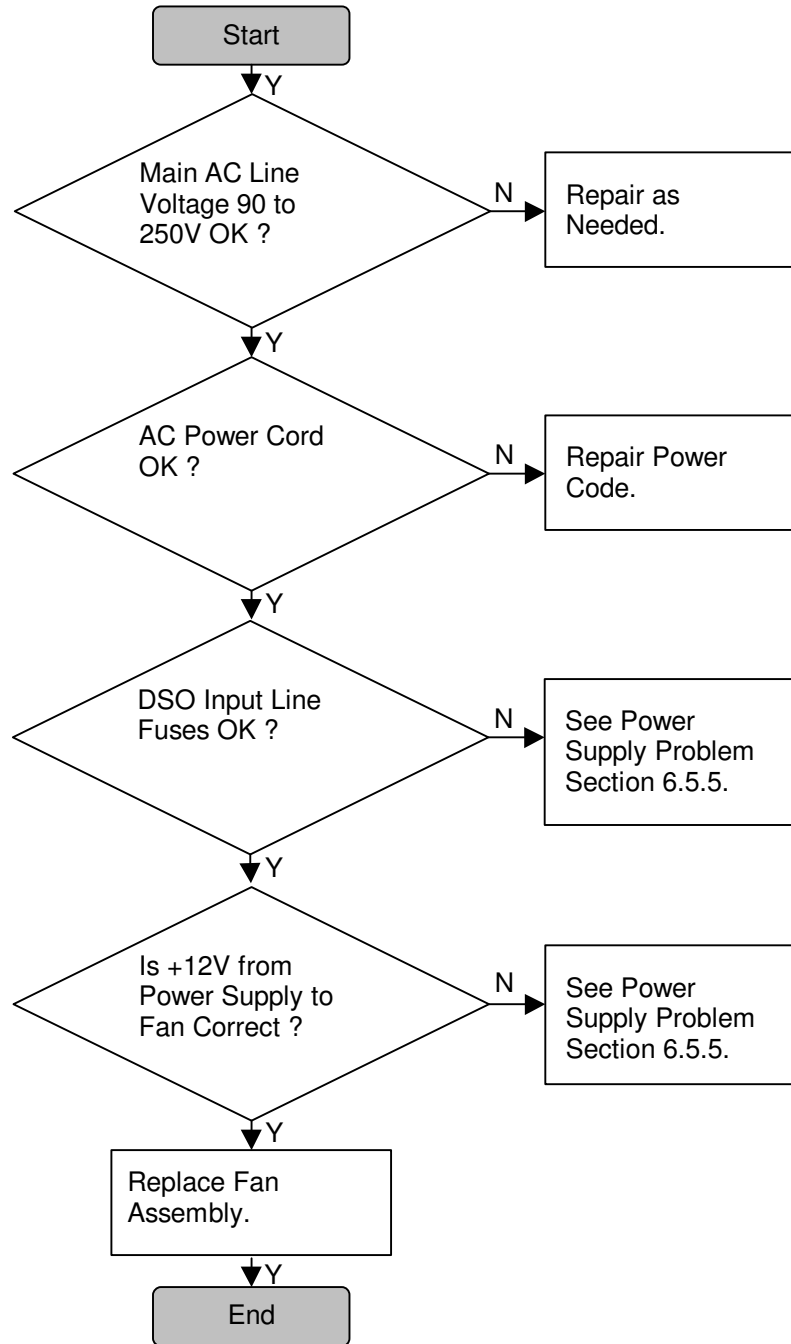 Start
Y
Main AC Line
Voltage 90 to
250V OK ?
N
Repair as
Needed.
Y
AC Power Cord
OK ?
N
Repair Power
Code.
Y
DSO Input Line
Fuses OK ?
N
See Power
Supply Problem
Section 6.5.5.
Y
Is +12V from
Power Supply to
Fan Correct ?
N
See Power
Supply Problem
Section 6.5.5.
Y
Replace Fan
Assembly.
Y
End